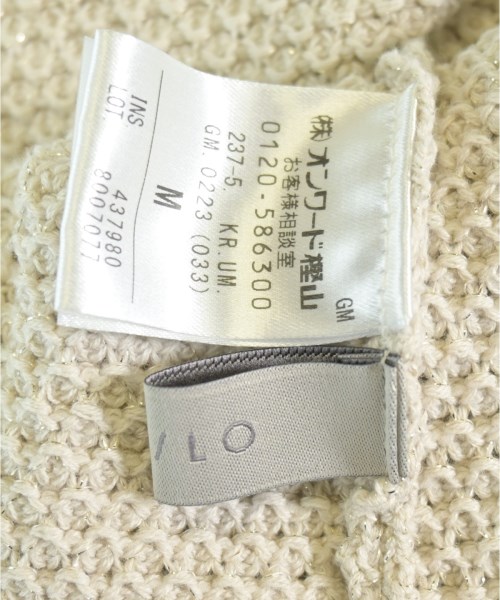 GM
㈱オンワード樫山
お客様相談室
0120-586300
237-5 KR.UM.
GM.0223 (033)
M
INS 437980
LOT. 8007077